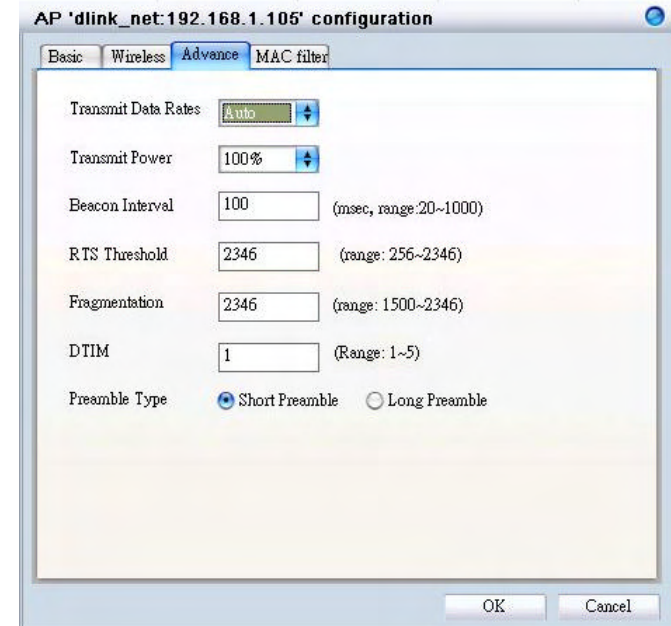 AP 'dlink_net:192.168.1.105' configuration
Basic Wireless Advance MAC filter
Transmit Data Rates Auto
Transmit Power 100%
Beacon Interval 100 (msec, range:20~1000)
RTS Threshold 2346 (range: 256~2346)
Fragmentation 2346 (range: 1500~2346)
DTIM 1 (Range: 1~5)
Preamble Type Short Preamble Long Preamble
OK Cancel